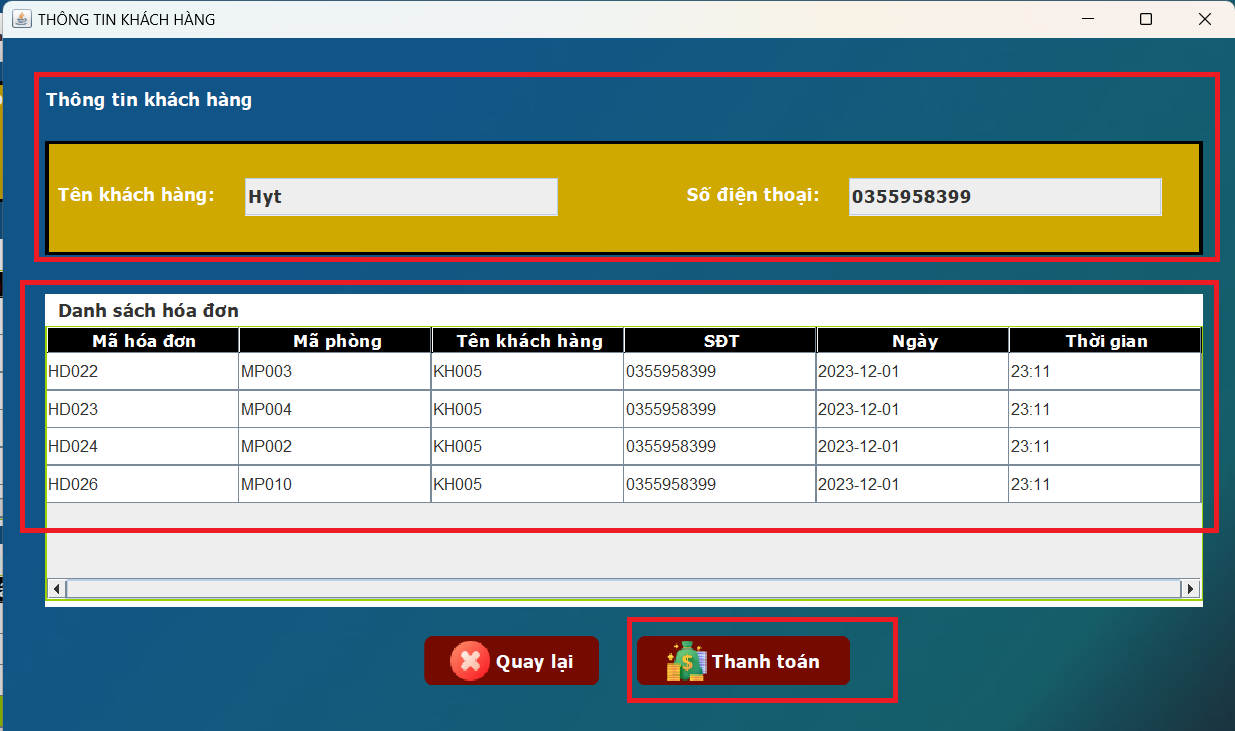 THÔNG TIN KHÁCH HÀNG
Thông tin khách hàng
Tên khách hàng: Hyt Số điện thoại: 0355958399
Danh sách hóa đơn
Mã hóa đơn Mã phòng Tên khách hàng SĐT Ngày Thời gian
HD022 MP003 KH005 0355958399 2023-12-01 23:11
HD023 MP004 KH005 0355958399 2023-12-01 23:11
HD024 MP002 KH005 0355958399 2023-12-01 23:11
HD026 MP010 KH005 0355958399 2023-12-01 23:11
Quay lại $ Thanh toán